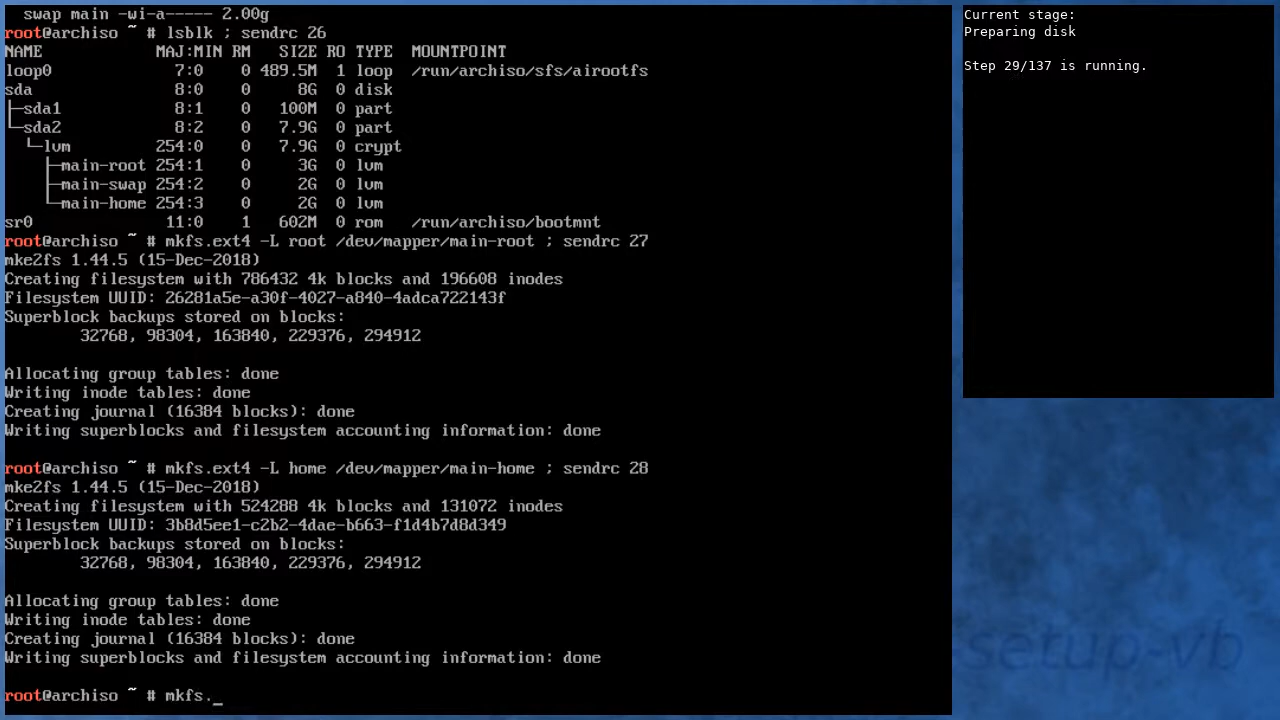 swap main -wi-a----- 2.00g
root@archiso ~ # lsblk ; sendrc 26
NAME              MAJ:MIN RM   SIZE RO TYPE  MOUNTPOINT
loop0               7:0    0 489.5M  1 loop  /run/archiso/sfs/airootfs
sda                 8:0    0     8G  0 disk
├─sda1              8:1    0   100M  0 part
└─sda2              8:2    0   7.9G  0 part
  └─lvm           254:0    0   7.9G  0 crypt
    ├─main-root 254:1    0     3G  0 lvm
    ├─main-swap 254:2    0     2G  0 lvm
    └─main-home 254:3    0     2G  0 lvm
sr0                11:0    1   602M  0 rom   /run/archiso/bootmnt
root@archiso ~ # mkfs.ext4 -L root /dev/mapper/main-root ; sendrc 27
mke2fs 1.44.5 (15-Dec-2018)
Creating filesystem with 786432 4k blocks and 196608 inodes
Filesystem UUID: 26281a5e-a30f-4027-a840-4adca722143f
Superblock backups stored on blocks:
        32768, 98304, 163840, 229376, 294912
Allocating group tables: done
Writing inode tables: done
Creating journal (16384 blocks): done
Writing superblocks and filesystem accounting information: done
root@archiso ~ # mkfs.ext4 -L home /dev/mapper/main-home ; sendrc 28
mke2fs 1.44.5 (15-Dec-2018)
Creating filesystem with 524288 4k blocks and 131072 inodes
Filesystem UUID: 3b8d5ee1-c2b2-4dae-b663-f1d4b7d8d349
Superblock backups stored on blocks:
        32768, 98304, 163840, 229376, 294912
Allocating group tables: done
Writing inode tables: done
Creating journal (16384 blocks): done
Writing superblocks and filesystem accounting information: done
root@archiso ~ # mkfs._
Current stage:
Preparing disk
Step 29/137 is running.
-setup-vb